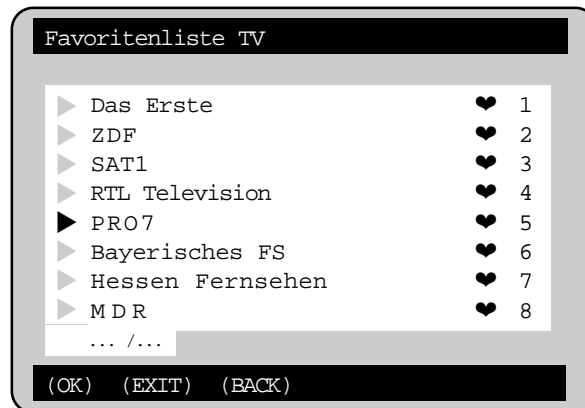 Favoritenliste TV
Das Erste ❤ 1
ZDF ❤ 2
SAT1 ❤ 3
RTL Television ❤ 4
PRO7 ❤ 5
Bayerisches FS ❤ 6
Hessen Fernsehen ❤ 7
MDR ❤ 8
... /...
(OK) (EXIT) (BACK)